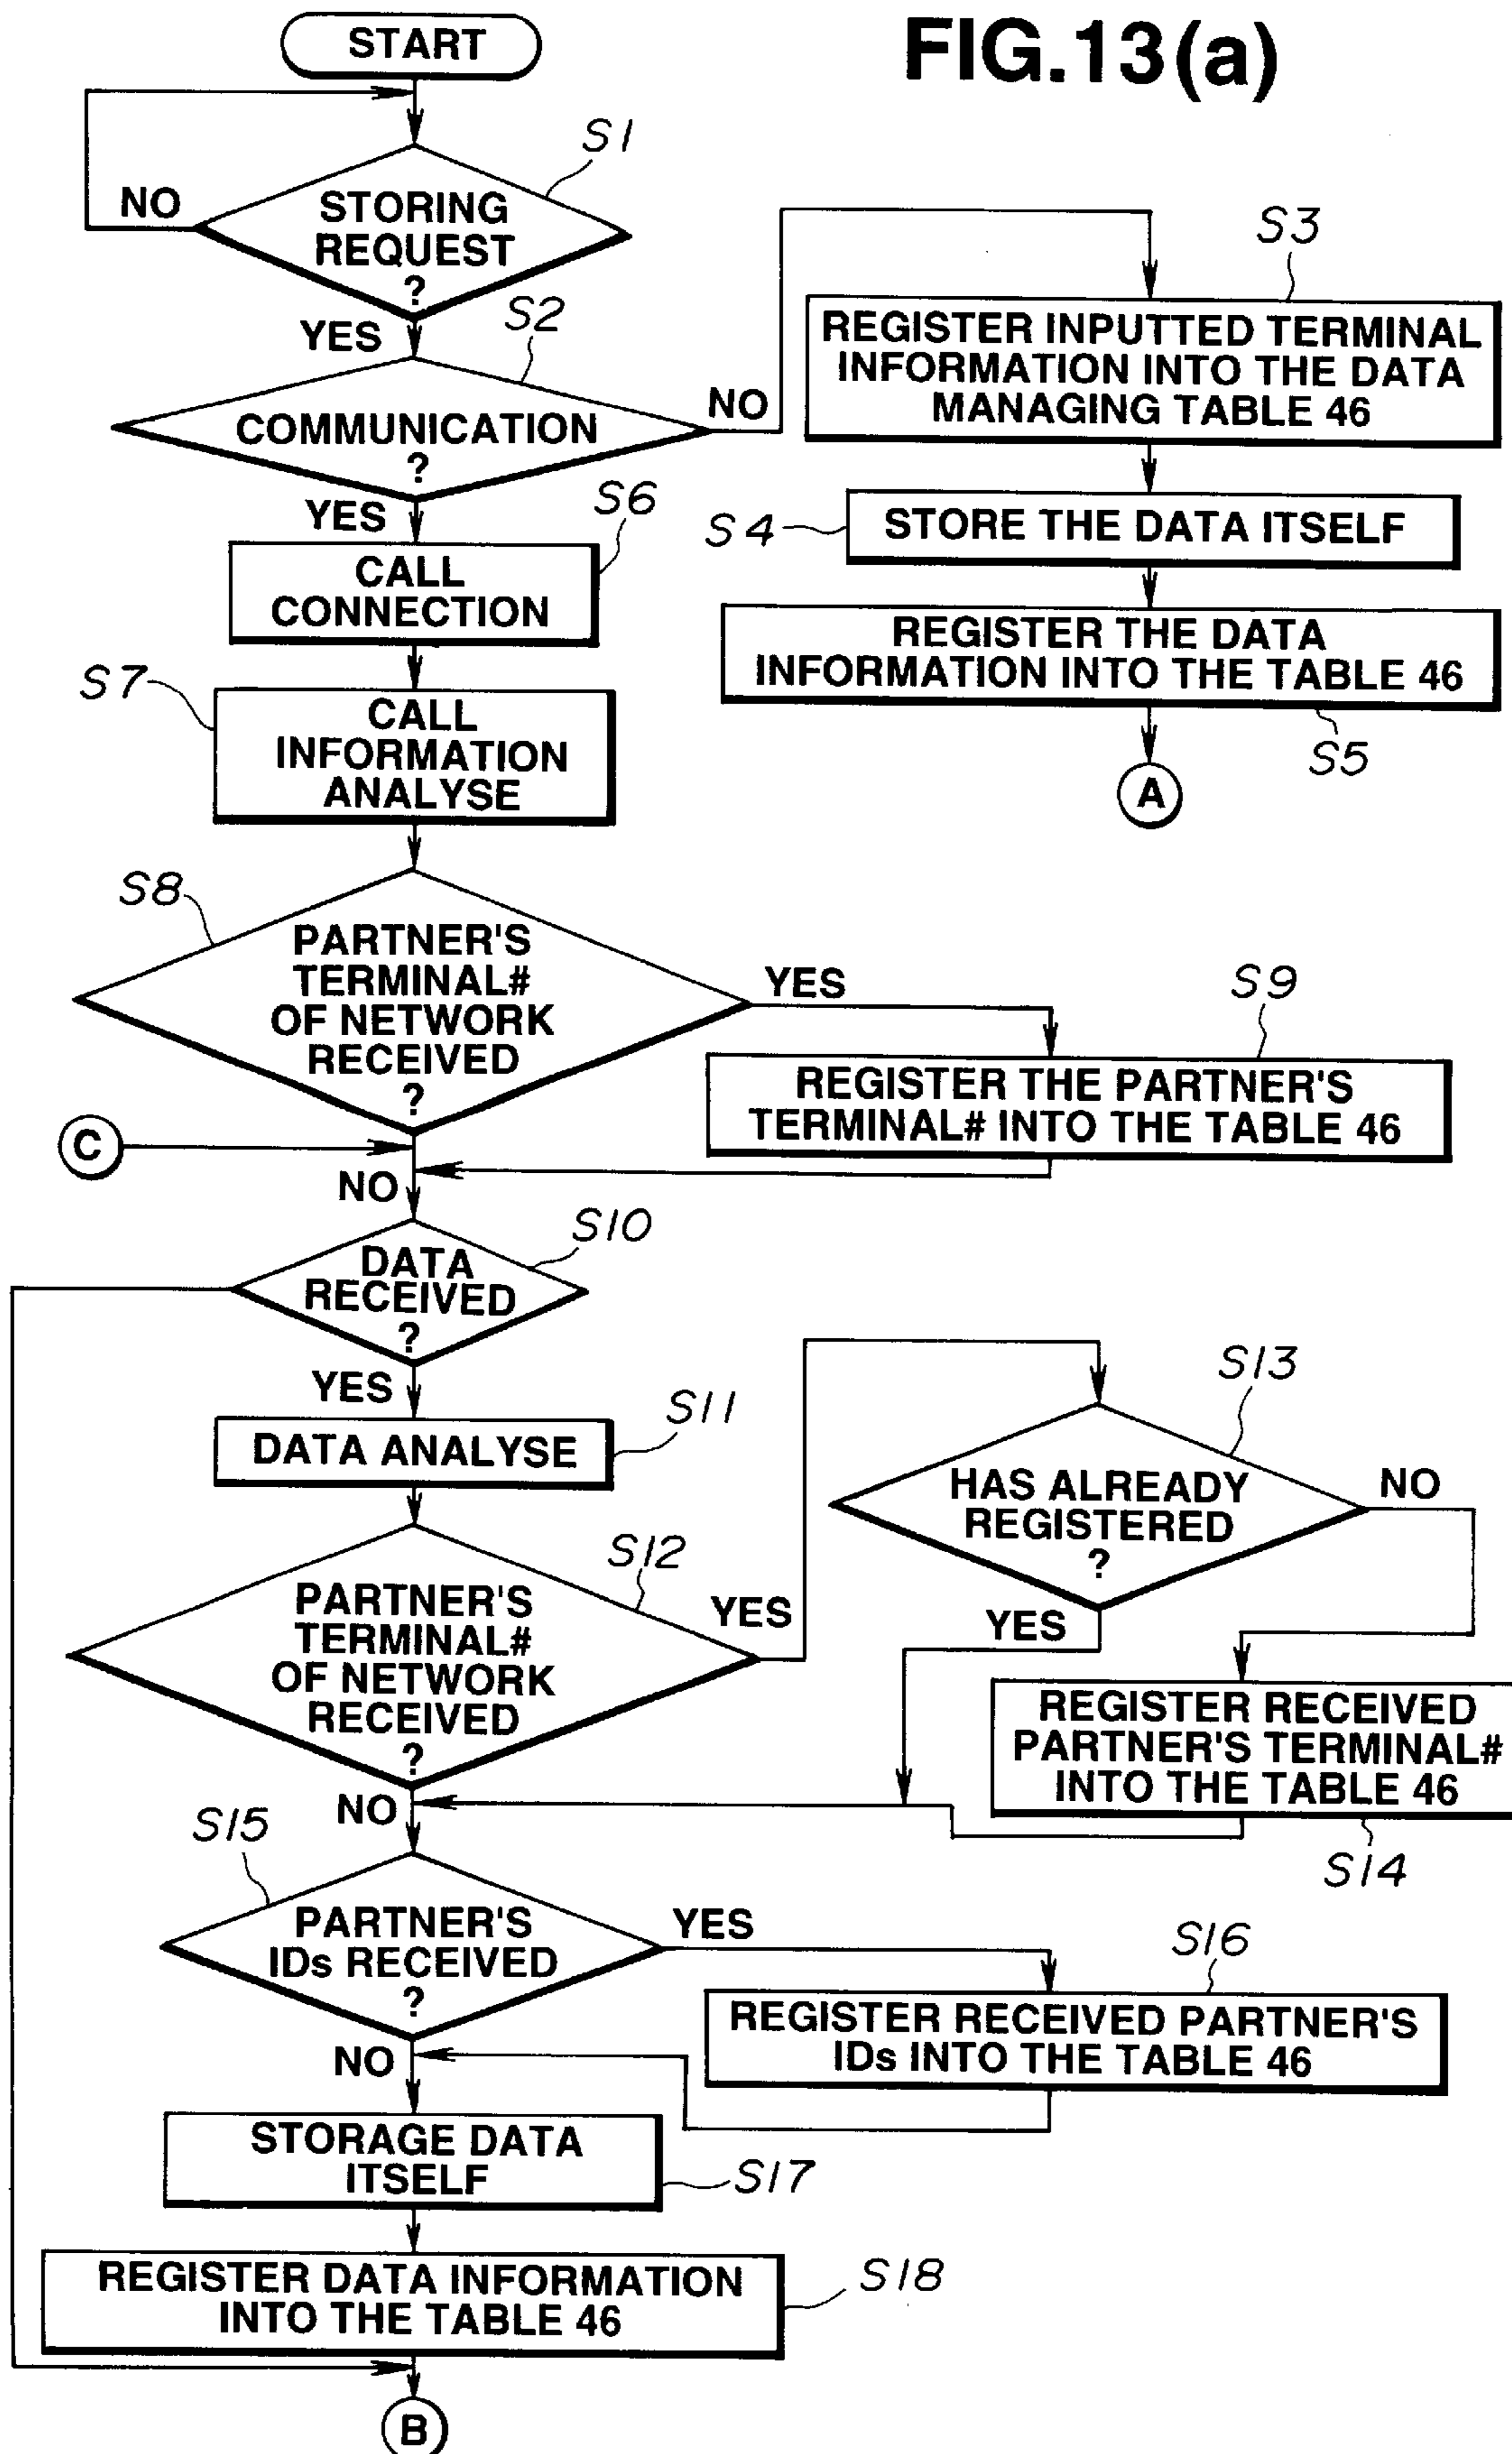 FIG.13(a)
START
S1
NO
STORING
REQUEST
?
YES
S2
COMMUNICATION
?
NO
S3
REGISTER INPUTTED TERMINAL
INFORMATION INTO THE DATA
MANAGING TABLE 46
S4
STORE THE DATA ITSELF
REGISTER THE DATA
INFORMATION INTO THE TABLE 46
S5
A
YES
S6
CALL
CONNECTION
S7
CALL
INFORMATION
ANALYSE
S8
PARTNER'S
TERMINAL#
OF NETWORK
RECEIVED
?
YES
S9
REGISTER THE PARTNER'S
TERMINAL# INTO THE TABLE 46
C
NO
S10
DATA
RECEIVED
?
YES
S11
DATA ANALYSE
S12
PARTNER'S
TERMINAL#
OF NETWORK
RECEIVED
?
YES
S13
HAS ALREADY
REGISTERED
?
NO
YES
REGISTER RECEIVED
PARTNER'S TERMINAL#
INTO THE TABLE 46
S14
NO
S15
PARTNER'S
IDs RECEIVED
?
YES
S16
REGISTER RECEIVED PARTNER'S
IDs INTO THE TABLE 46
NO
STORAGE DATA
ITSELF
S17
REGISTER DATA INFORMATION
INTO THE TABLE 46
S18
B